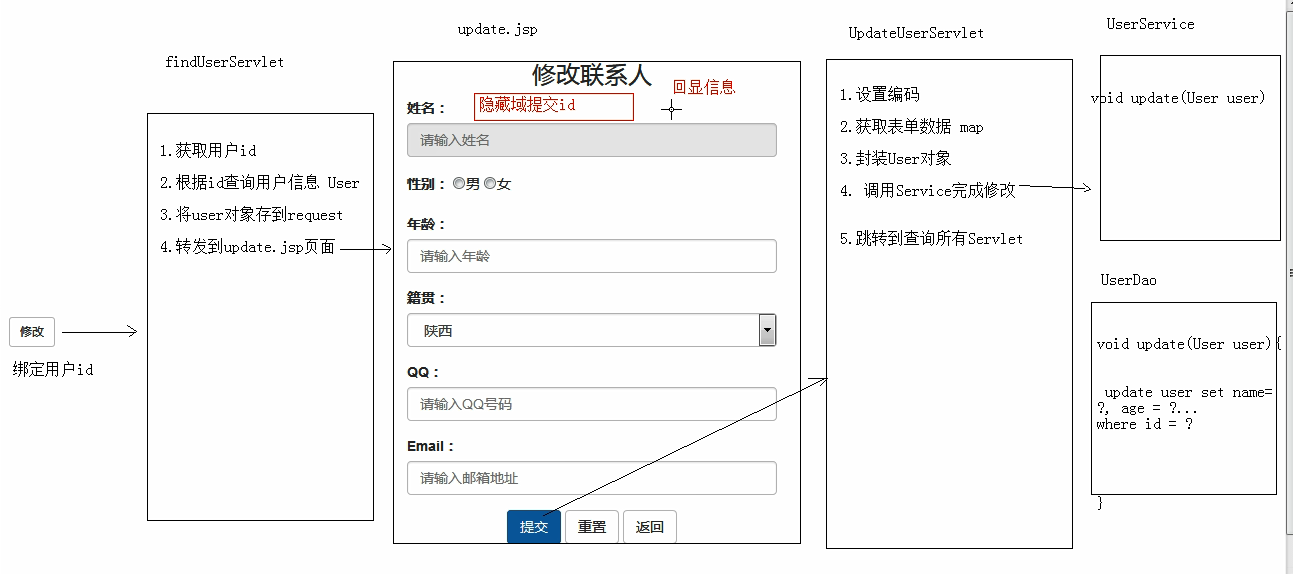 findUserServlet
1.获取用户id
2.根据id查询用户信息 User
3.将user对象存到request
4.转发到update.jsp页面
修改
绑定用户id
update.jsp
修改联系人
回显信息
姓名：
隐藏域提交id
请输入姓名
性别： 男 女
年龄：
请输入年龄
籍贯：
陕西
QQ：
请输入QQ号码
Email：
请输入邮箱地址
提交 重置 返回
UpdateUserServlet
1.设置编码
2.获取表单数据 map
3.封装User对象
4. 调用Service完成修改
5.跳转到查询所有Servlet
UserService
void update(User user)
UserDao
void update(User user){
update user set name=
?, age = ?...
where id = ?
}